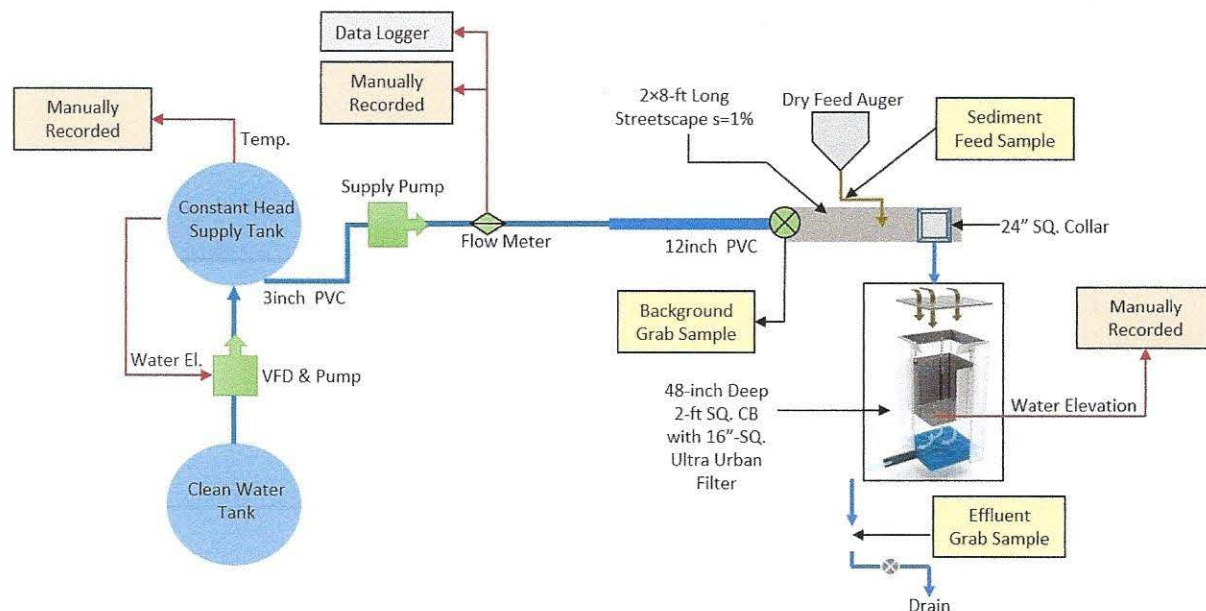 Data Logger
Manually
Recorded
Manually
Recorded
Temp.
Constant Head
Supply Tank
Supply Pump
Flow Meter
3inch PVC
Water El.
VFD & Pump
Clean Water
Tank
2×8-ft Long
Streetscape s=1%
Dry Feed Auger
Sediment
Feed Sample
12inch PVC
24" SQ. Collar
Background
Grab Sample
Manually
Recorded
48-inch Deep
2-ft SQ. CB
with 16"-SQ.
Ultra Urban
Filter
Water Elevation
Effluent
Grab Sample
Drain